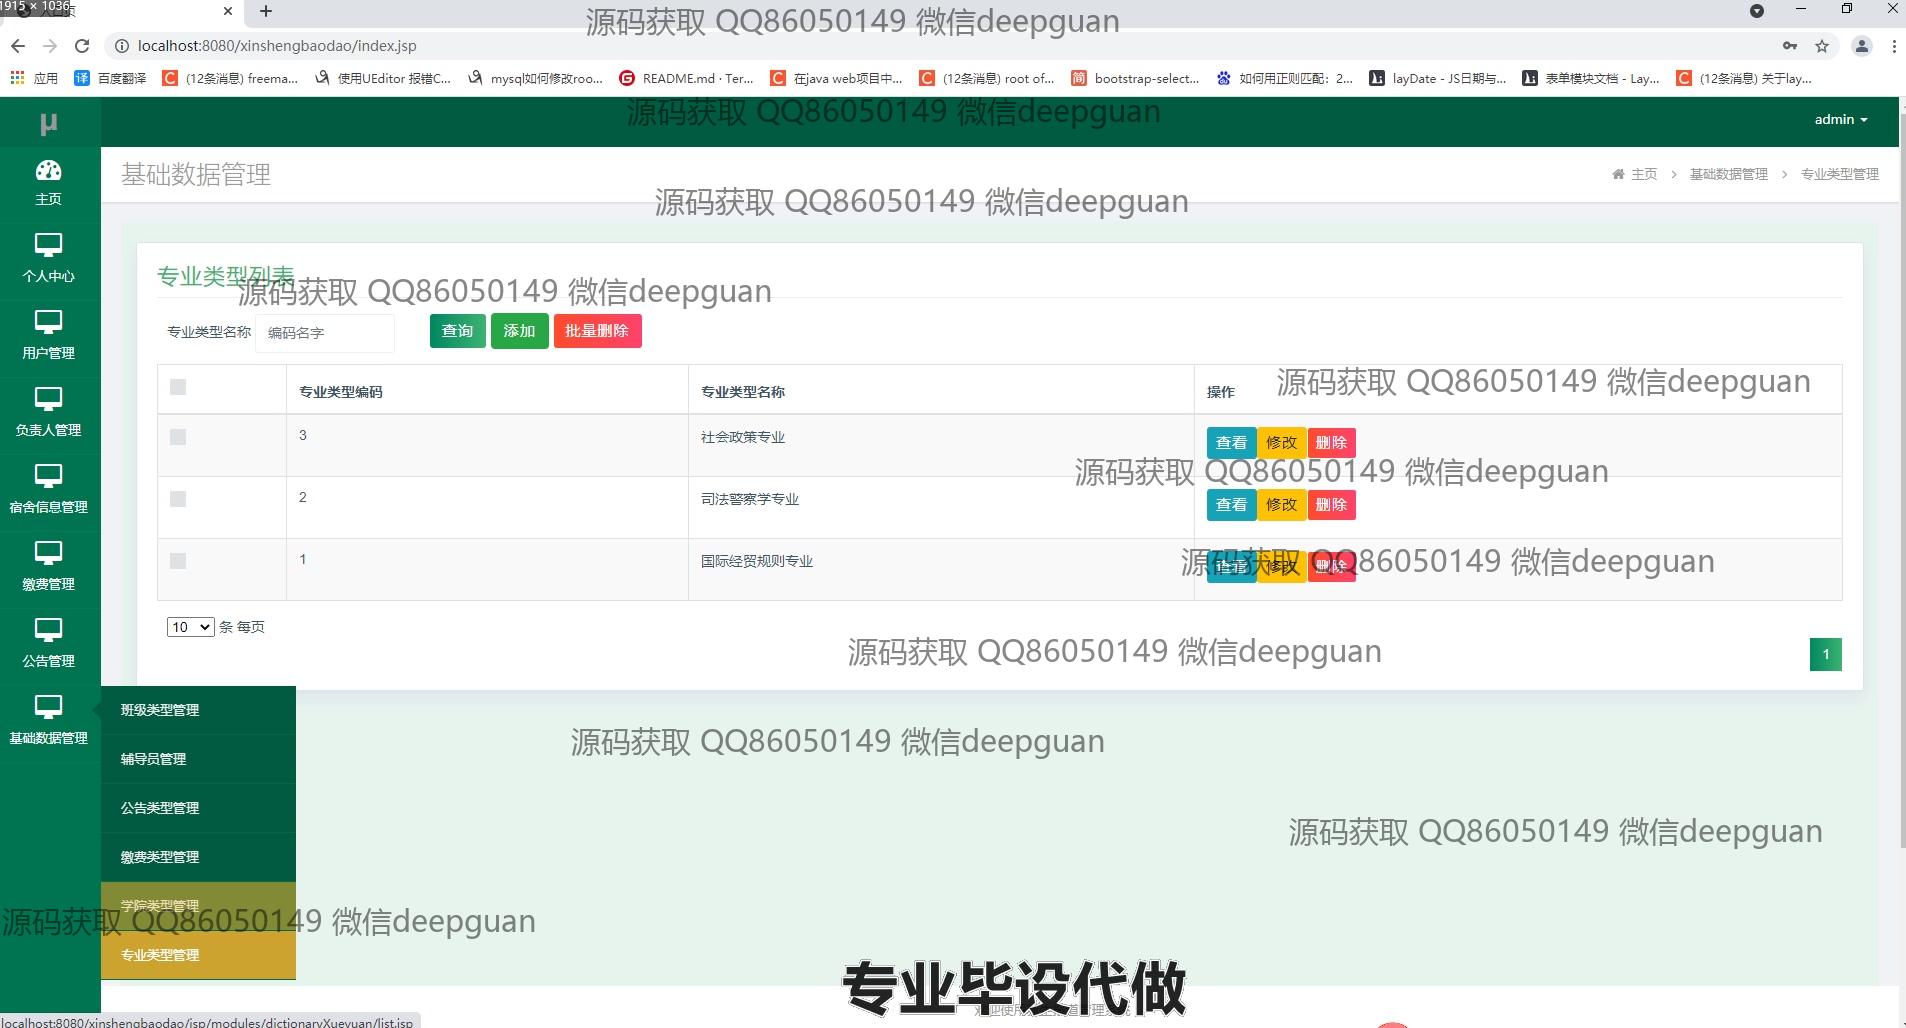 1915 × 1036
源码获取 QQ86050149 微信deepguan
localhost:8080/xinshengbaodao/index.jsp
应用 百度翻译 (12条消息) freema... 使用UEditor 报错C... mysql如何修改roo... README.md · Ter... 在java web项目中... (12条消息) root of... bootstrap-select... 如何用正则匹配：2... layDate - JS日期与... 表单模块文档 - Lay... (12条消息) 关于lay...
源码获取 QQ86050149 微信deepguan
μ
admin
主页
基础数据管理
主页 > 基础数据管理 > 专业类型管理
源码获取 QQ86050149 微信deepguan
个人中心
专业类型列表
源码获取 QQ86050149 微信deepguan
专业类型名称 编码名字 查询 添加 批量删除
用户管理
专业类型编码 专业类型名称 操作
源码获取 QQ86050149 微信deepguan
负责人管理
3 社会政策专业 查看 修改 删除
源码获取 QQ86050149 微信deepguan
宿舍信息管理
2 司法警察学专业 查看 修改 删除
1 国际经贸规则专业 查看 修改 删除
源码获取 QQ86050149 微信deepguan
缴费管理
10 条 每页
源码获取 QQ86050149 微信deepguan
1
公告管理
基础数据管理
班级类型管理
源码获取 QQ86050149 微信deepguan
辅导员管理
公告类型管理
源码获取 QQ86050149 微信deepguan
缴费类型管理
学院类型管理
源码获取 QQ86050149 微信deepguan
专业类型管理
专业毕设代做
localhost:8080/xinshengbaodao/jsp/modules/dictionaryXueyuan/list.jsp